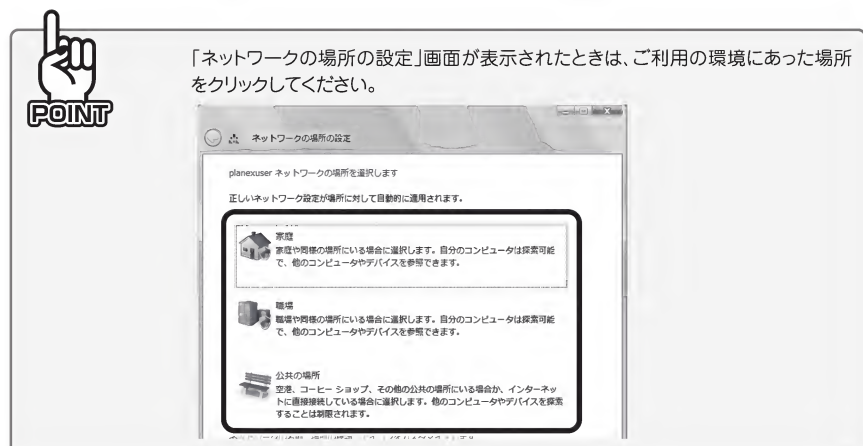 「ネットワークの場所の設定」画面が表示されたときは、ご利用の環境にあった場所
をクリックしてください。
POINT
ネットワークの場所の設定
planexuser ネットワークの場所を選択します
正しいネットワーク設定が場所に対して自動的に適用されます。
家庭
家庭や同様の場所にいる場合に選択します。自分のコンピュータは探索可能
で、他のコンピュータやデバイスを参照できます。
職場
職場や同様の場所にいる場合に選択します。自分のコンピュータは探索可能
で、他のコンピュータやデバイスを参照できます。
公共の場所
空港、コーヒー ショップ、その他の公共の場所にいる場合か、インターネッ
トに直接接続している場合に選択します。他のコンピュータやデバイスを探索
することは制限されます。